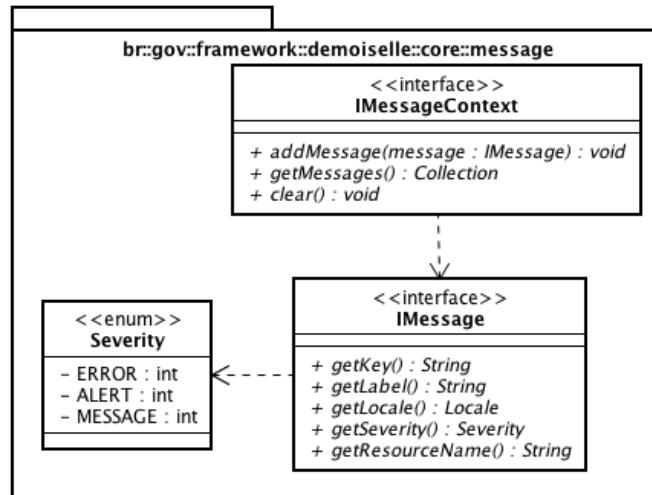 br::gov::framework::demoiselle::core::message
<<interface>>
IMessageContext
+ addMessage(message : IMessage) : void
+ getMessages() : Collection
+ clear() : void
<<interface>>
IMessage
+ getKey() : String
+ getLabel() : String
+ getLocale() : Locale
+ getSeverity() : Severity
+ getResourceName() : String
<<enum>>
Severity
- ERROR : int
- ALERT : int
- MESSAGE : int